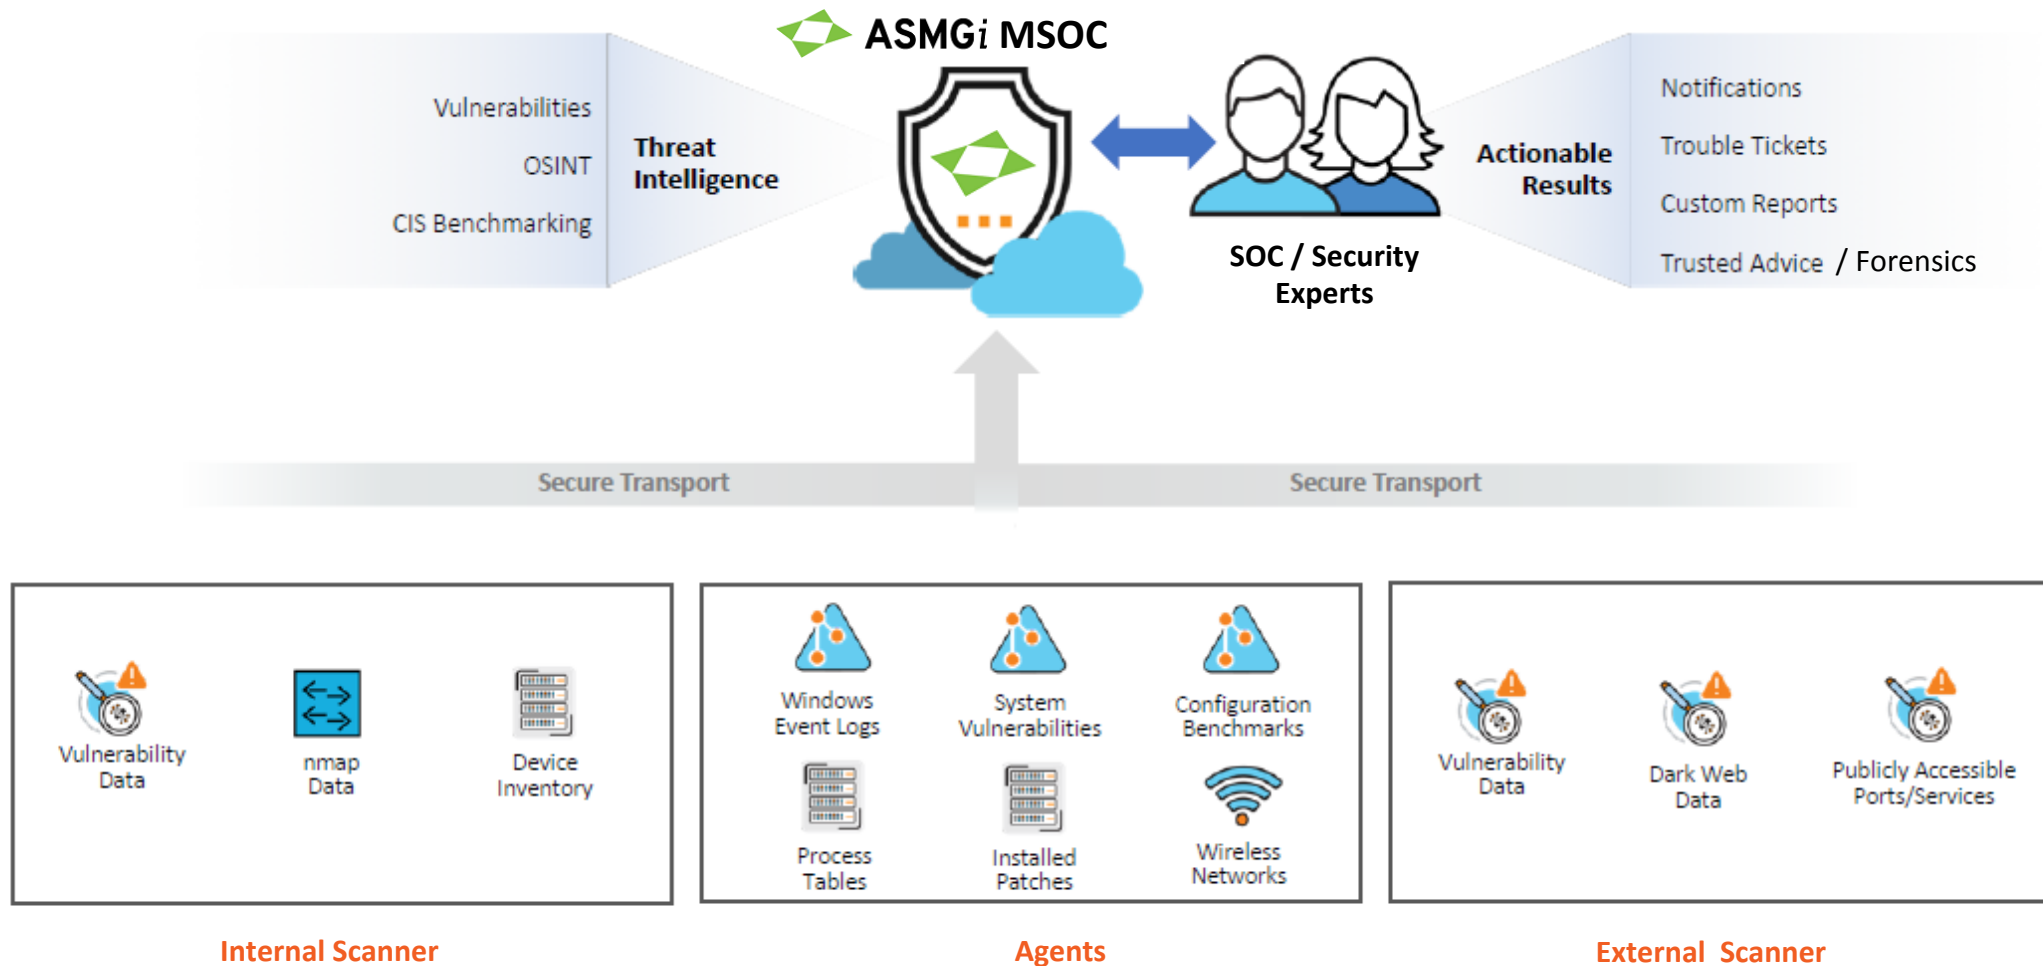 ASMGi MSOC
Vulnerabilities
OSINT
CIS Benchmarking
Threat
Intelligence
SOC / Security
Experts
Actionable
Results
Notifications
Trouble Tickets
Custom Reports
Trusted Advice / Forensics
Secure Transport
Secure Transport
Vulnerability
Data
nmap
Data
Device
Inventory
Internal Scanner
Windows
Event Logs
System
Vulnerabilities
Configuration
Benchmarks
Process
Tables
Installed
Patches
Wireless
Networks
Agents
Vulnerability
Data
Dark Web
Data
Publicly Accessible
Ports/Services
External Scanner